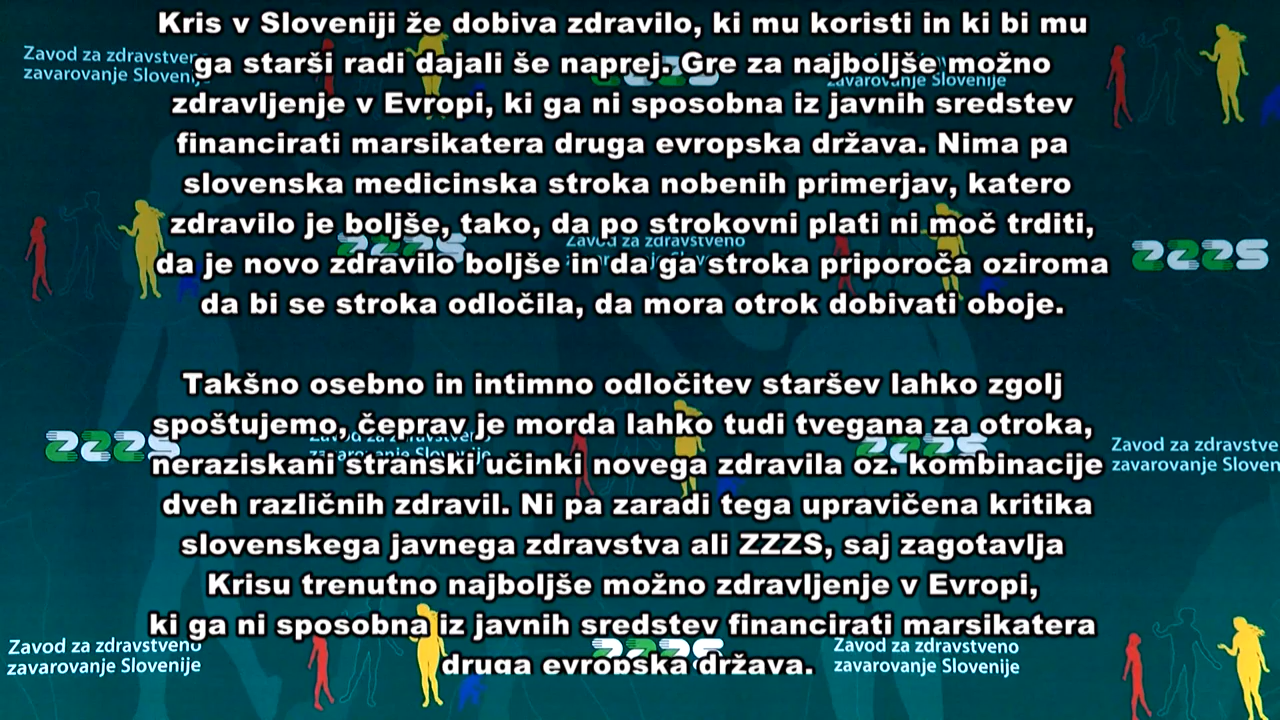 Kris v Sloveniji že dobiva zdravilo, ki mu koristi in ki bi mu
ga starši radi dajali še naprej. Gre za najboljše možno
zdravljenje v Evropi, ki ga ni sposobna iz javnih sredstev
financirati marsikatera druga evropska država. Nima pa
slovenska medicinska stroka nobenih primerjav, katero
zdravilo je boljše, tako, da po strokovni plati ni moč trditi,
da je novo zdravilo boljše in da ga stroka priporoča oziroma
da bi se stroka odločila, da mora otrok dobivati oboje.
Takšno osebno in intimno odločitev staršev lahko zgolj
spoštujemo, čeprav je morda lahko tudi tvegana za otroka,
neraziskani stranski učinki novega zdravila oz. kombinacije
dveh različnih zdravil. Ni pa zaradi tega upravičena kritika
slovenskega javnega zdravstva ali ZZZS, saj zagotavlja
Krisu trenutno najboljše možno zdravljenje v Evropi,
ki ga ni sposobna iz javnih sredstev financirati marsikatera
druga evropska država.
Zavod za zdravstveno
zavarovanje Slovenije
zavarovanje Slovenije
ZZZS
Zavod za zdravstveno
ZZZS
ZZZS
ZZZS
Zavod za zdravstve
zavarovanje Sloven
Zavod za zdravstveno
zavarovanje Slovenije
ZZZS
Zavod za zdravstveno
zavarovanje Slovenije